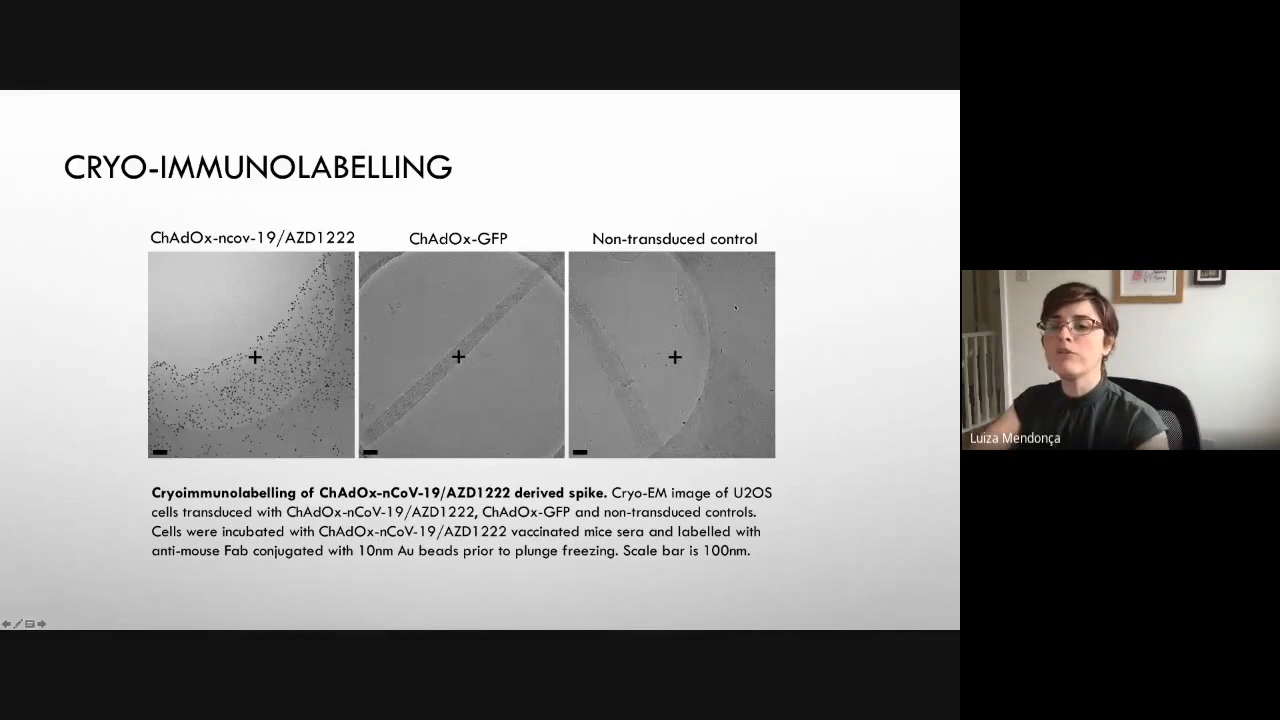 CRYO-IMMUNOLABELLING
ChAdOx-ncov-19/AZD1222
ChAdOx-GFP
Non-transduced control
Cryoimmunolabelling of ChAdOx-nCoV-19/AZD1222 derived spike. Cryo-EM image of U2OS
cells transduced with ChAdOx-nCoV-19/AZD1222, ChAdOx-GFP and non-transduced controls.
Cells were incubated with ChAdOx-nCoV-19/AZD1222 vaccinated mice sera and labelled with
anti-mouse Fab conjugated with 10nm Au beads prior to plunge freezing. Scale bar is 100nm.
Luiza Mendonça